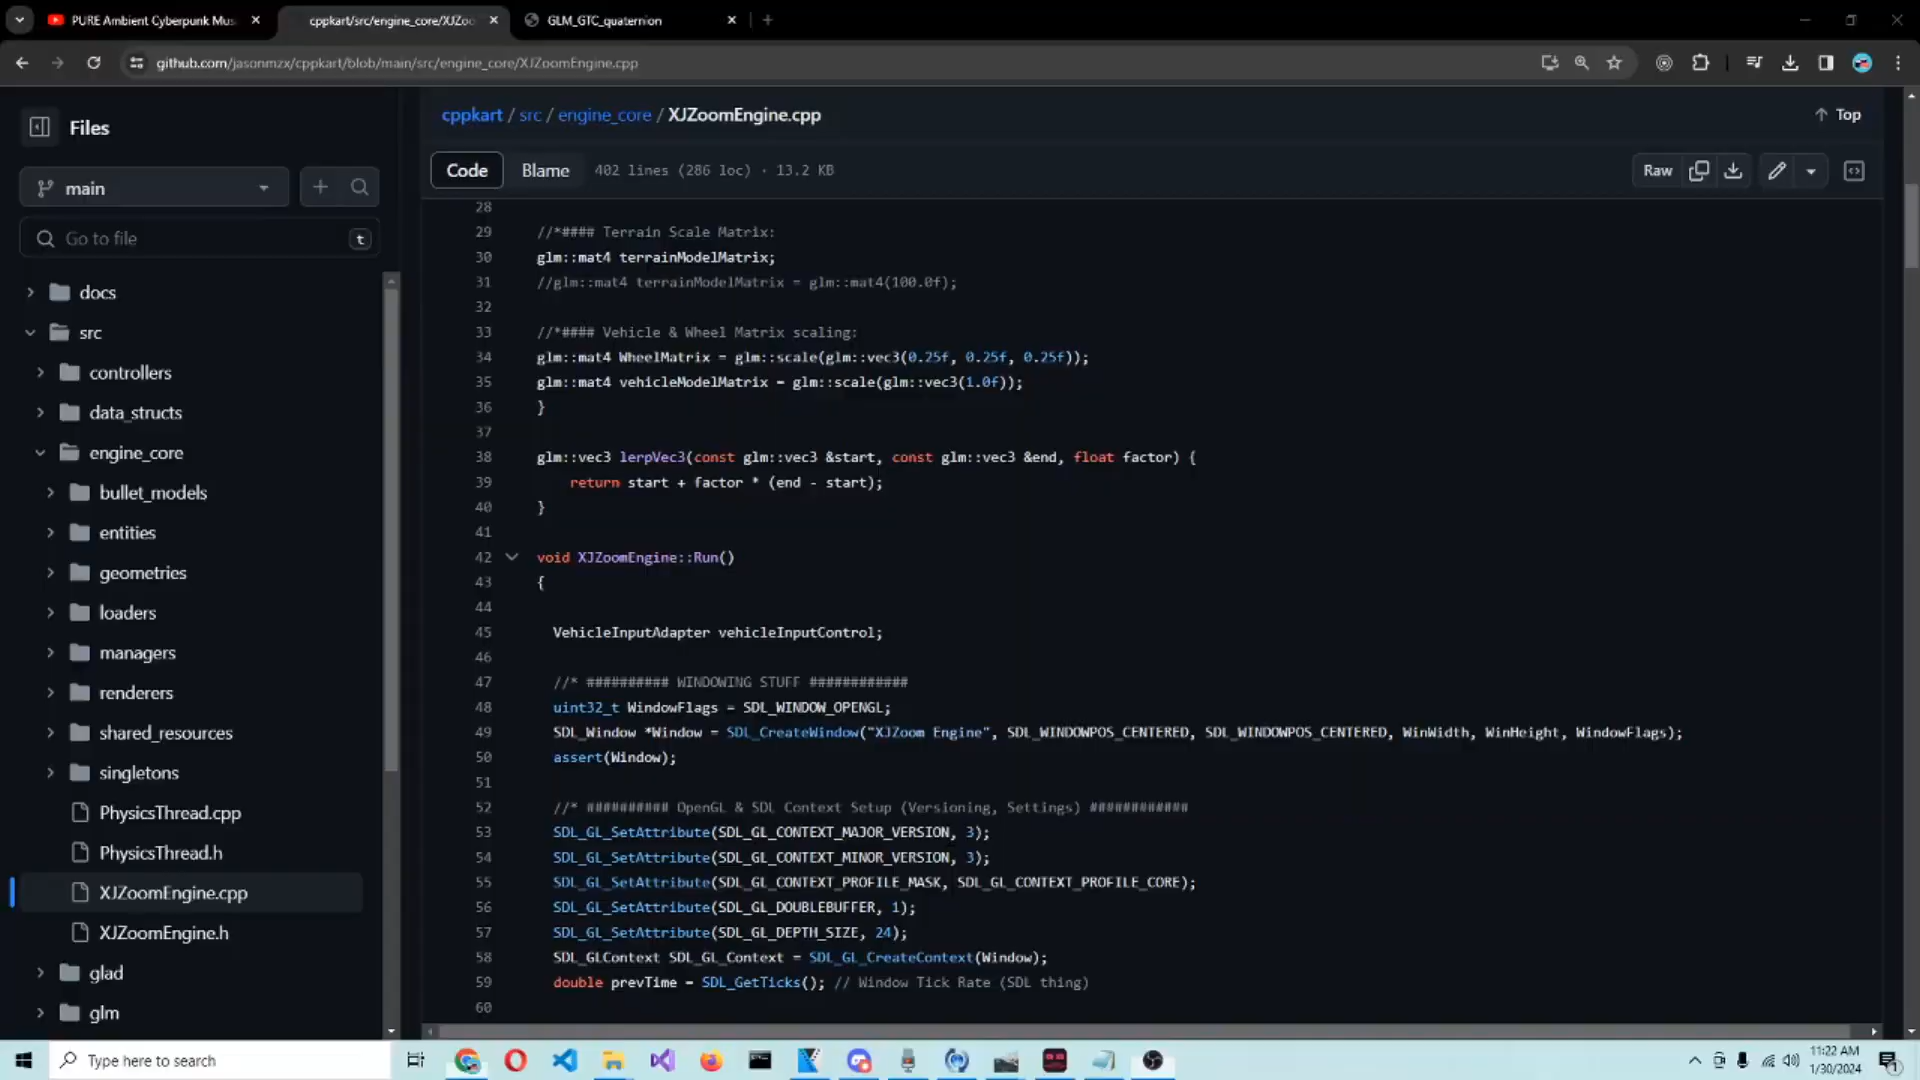 PURE Ambient Cyberpunk Mus
cppkart/src/engine_core/XJZoo
GLM_GTC_quaternion
github.com/jasonmzx/cppkart/blob/main/src/engine_core/XJZoomEngine.cpp
Files
main
Go to file
t
docs
src
controllers
data_structs
engine_core
bullet_models
entities
geometries
loaders
managers
renderers
shared_resources
singletons
PhysicsThread.cpp
PhysicsThread.h
XJZoomEngine.cpp
XJZoomEngine.h
glad
glm
cppkart / src / engine_core / XJZoomEngine.cpp
Top
Code
Blame
402 lines (286 loc) · 13.2 KB
Raw
28
29 //*#### Terrain Scale Matrix:
30 glm::mat4 terrainModelMatrix;
31 //glm::mat4 terrainModelMatrix = glm::mat4(100.0f);
32
33 //*#### Vehicle & Wheel Matrix scaling:
34 glm::mat4 WheelMatrix = glm::scale(glm::vec3(0.25f, 0.25f, 0.25f));
35 glm::mat4 vehicleModelMatrix = glm::scale(glm::vec3(1.0f));
36 }
37
38 glm::vec3 lerpVec3(const glm::vec3 &start, const glm::vec3 &end, float factor) {
39 return start + factor * (end - start);
40 }
41
42 void XJZoomEngine::Run()
43 {
44
45 VehicleInputAdapter vehicleInputControl;
46
47 //* ########## WINDOWING STUFF ############
48 uint32_t WindowFlags = SDL_WINDOW_OPENGL;
49 SDL_Window *Window = SDL_CreateWindow("XJZoom Engine", SDL_WINDOWPOS_CENTERED, SDL_WINDOWPOS_CENTERED, WinWidth, WinHeight, WindowFlags);
50 assert(Window);
51
52 //* ########## OpenGL & SDL Context Setup (Versioning, Settings) ############
53 SDL_GL_SetAttribute(SDL_GL_CONTEXT_MAJOR_VERSION, 3);
54 SDL_GL_SetAttribute(SDL_GL_CONTEXT_MINOR_VERSION, 3);
55 SDL_GL_SetAttribute(SDL_GL_CONTEXT_PROFILE_MASK, SDL_GL_CONTEXT_PROFILE_CORE);
56 SDL_GL_SetAttribute(SDL_GL_DOUBLEBUFFER, 1);
57 SDL_GL_SetAttribute(SDL_GL_DEPTH_SIZE, 24);
58 SDL_GLContext SDL_GL_Context = SDL_GL_CreateContext(Window);
59 double prevTime = SDL_GetTicks(); // Window Tick Rate (SDL thing)
60
Type here to search
11:22 AM
1/30/2024
1